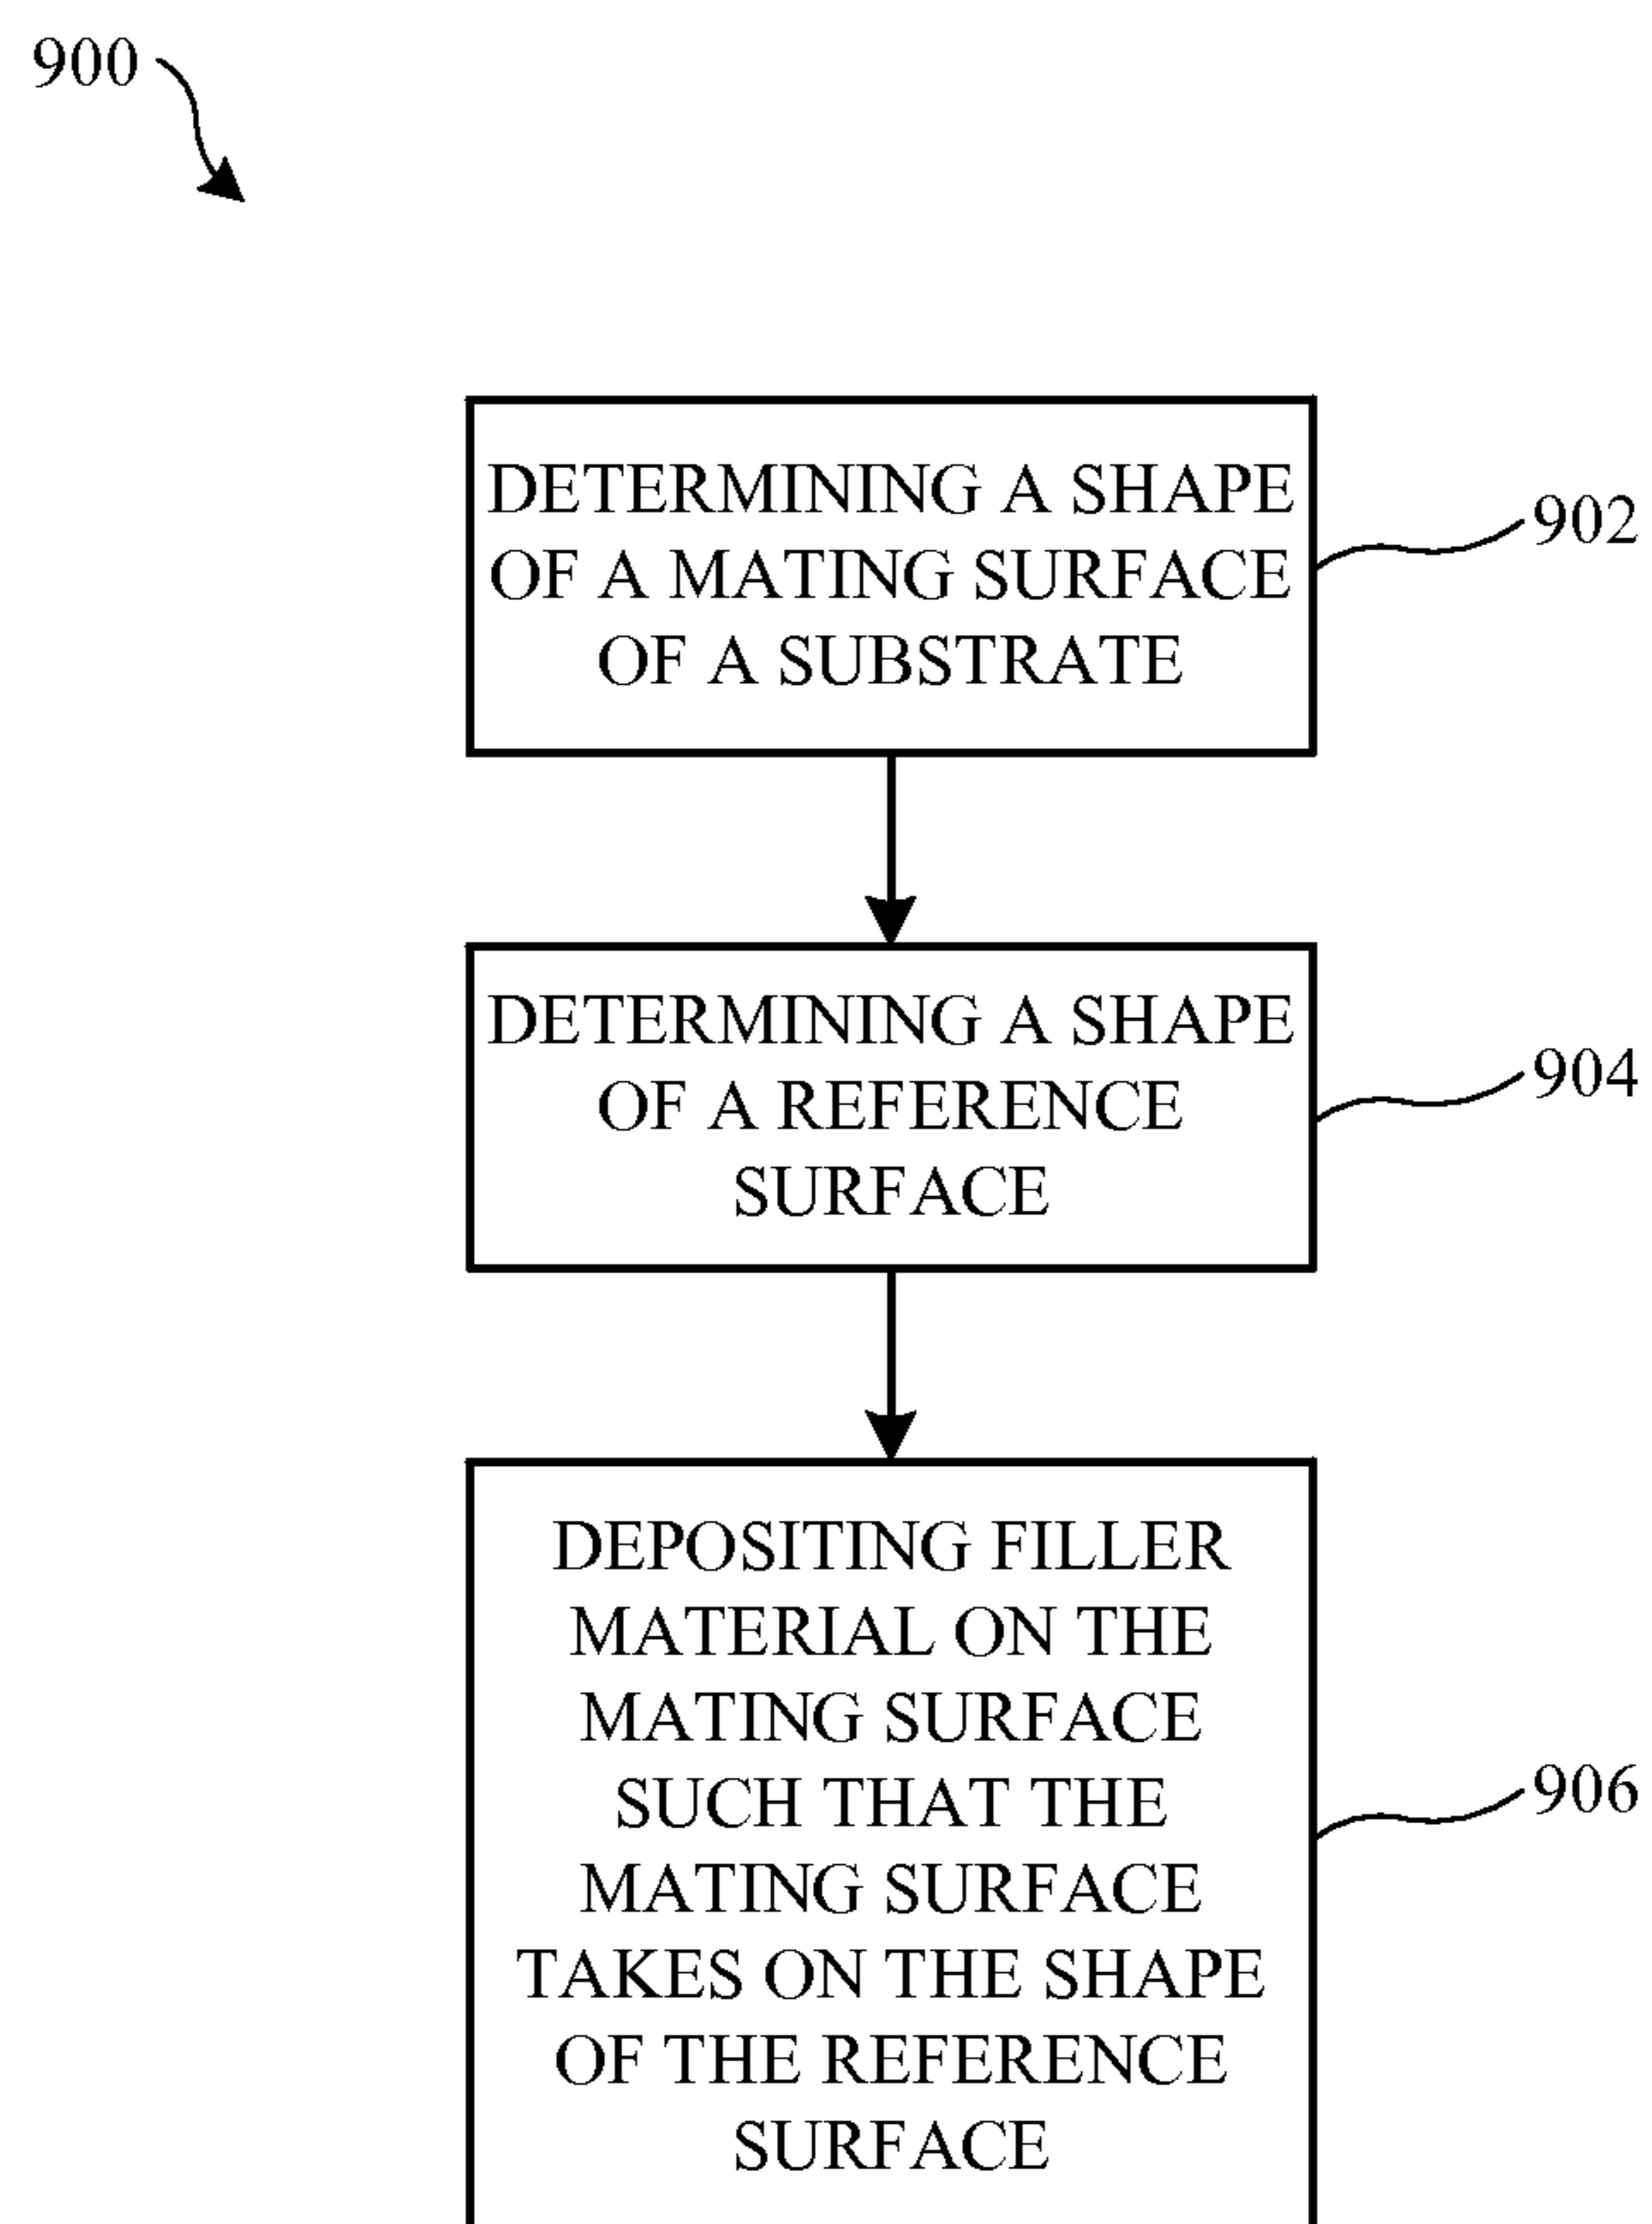 900
DETERMINING A SHAPE
OF A MATING SURFACE
OF A SUBSTRATE
902
DETERMINING A SHAPE
OF A REFERENCE
SURFACE
904
DEPOSITING FILLER
MATERIAL ON THE
MATING SURFACE
SUCH THAT THE
MATING SURFACE
TAKES ON THE SHAPE
OF THE REFERENCE
SURFACE
906